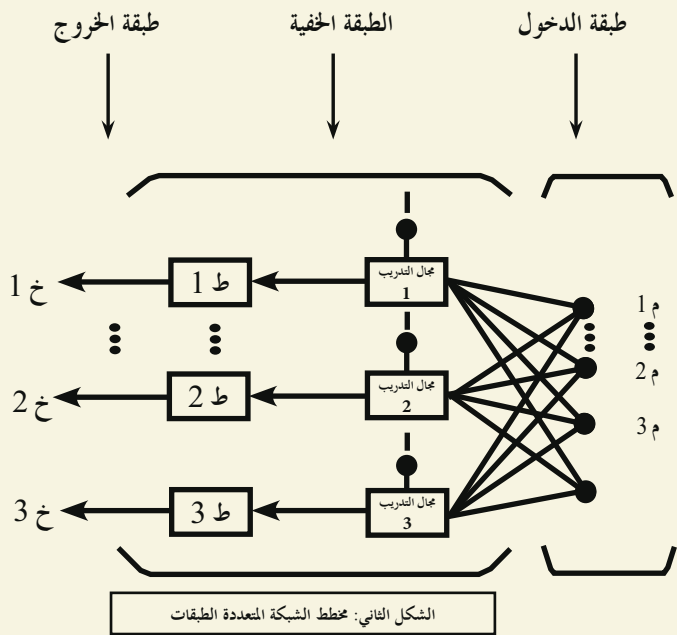 طبقة الدخول
الطبقة الخفية
طبقة الخروج
م 1
مجال التدريب
1
ط 1
خ 1
م 2
مجال التدريب
2
ط 2
خ 2
م 3
مجال التدريب
3
ط 3
خ 3
الشكل الثاني: مخطط الشبكة المتعددة الطبقات